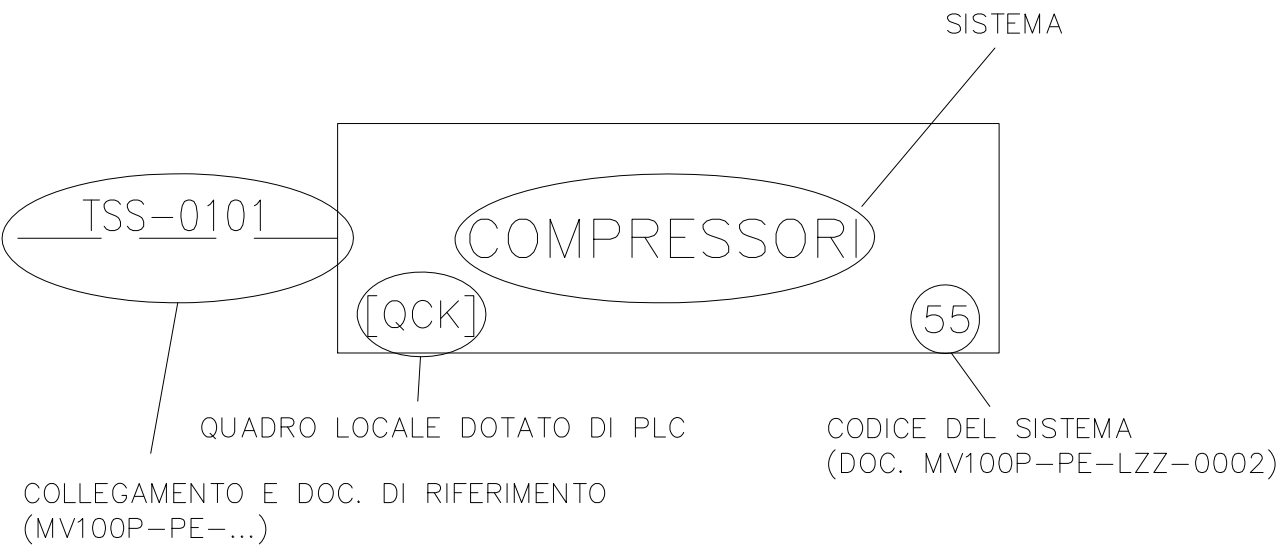 SISTEMA
TSS-0101
COMPRESSORI
[QCK]
55
QUADRO LOCALE DOTATO DI PLC
CODICE DEL SISTEMA
(DOC. MV100P-PE-LZZ-0002)
COLLEGAMENTO E DOC. DI RIFERIMENTO
(MV100P-PE-...)